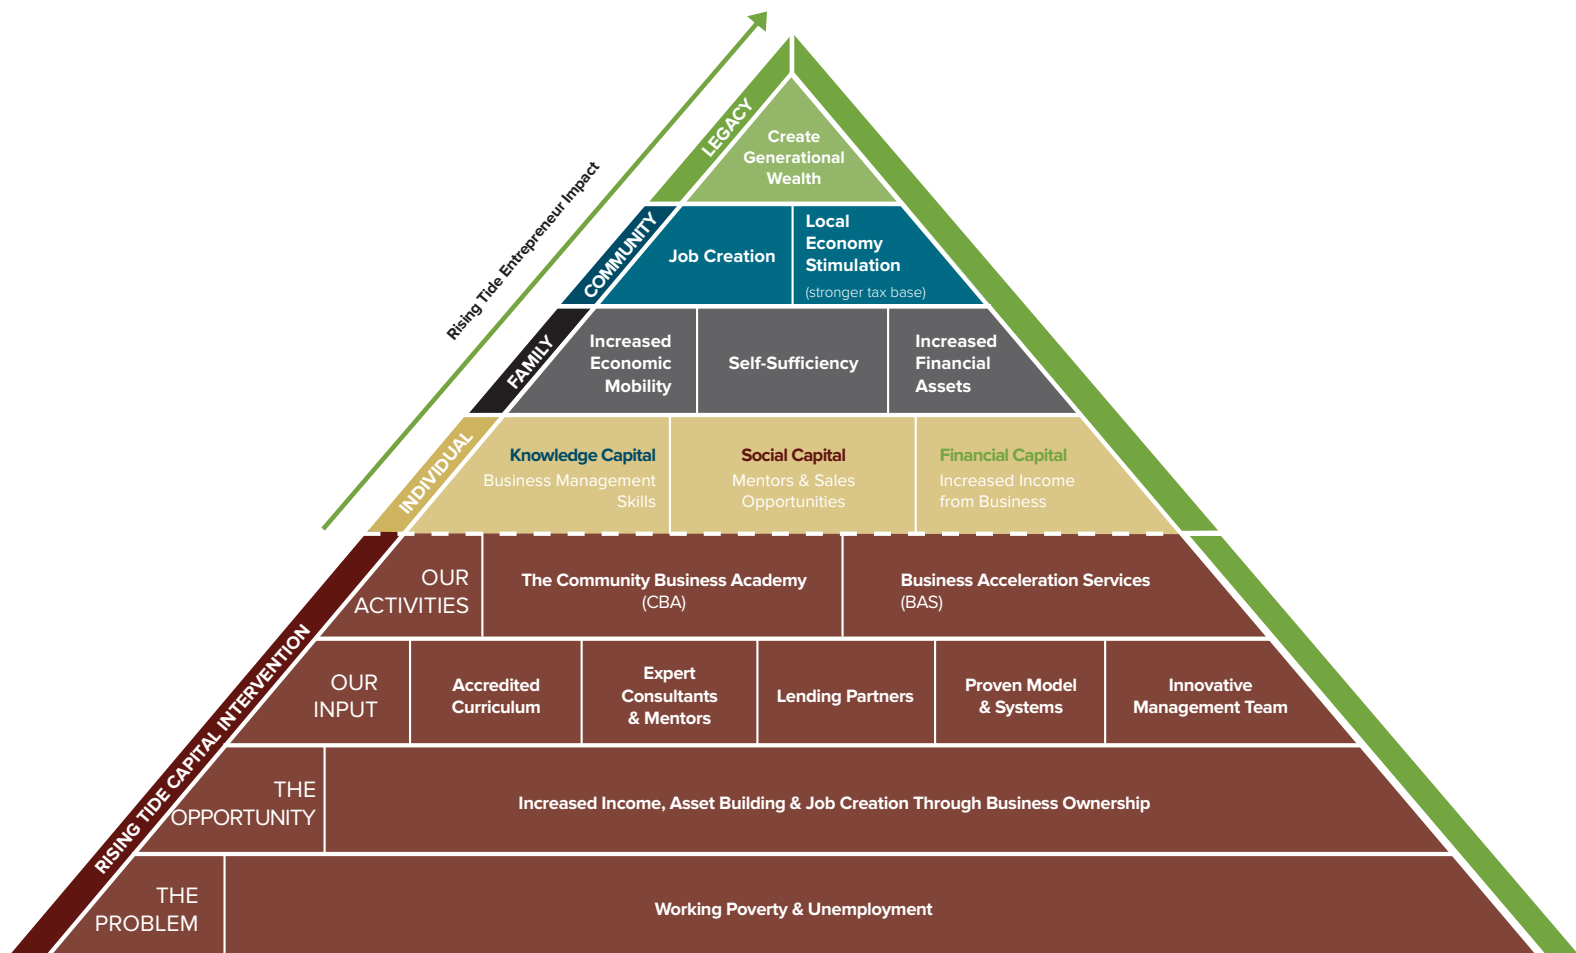 LEGACY
Create
Generational
Wealth
Rising Tide Entrepreneur Impact
COMMUNITY
Job Creation
Local
Economy
Stimulation
(stronger tax base)
FAMILY
Increased
Economic
Mobility
Self-Sufficiency
Increased
Financial
Assets
INDIVIDUAL
Knowledge Capital
Business Management
Skills
Social Capital
Mentors & Sales
Opportunities
Financial Capital
Increased Income
from Business
RISING TIDE CAPITAL INTERVENTION
OUR
ACTIVITIES
The Community Business Academy
(CBA)
Business Acceleration Services
(BAS)
OUR
INPUT
Accredited
Curriculum
Expert
Consultants
& Mentors
Lending Partners
Proven Model
& Systems
Innovative
Management Team
THE
OPPORTUNITY
Increased Income, Asset Building & Job Creation Through Business Ownership
THE
PROBLEM
Working Poverty & Unemployment